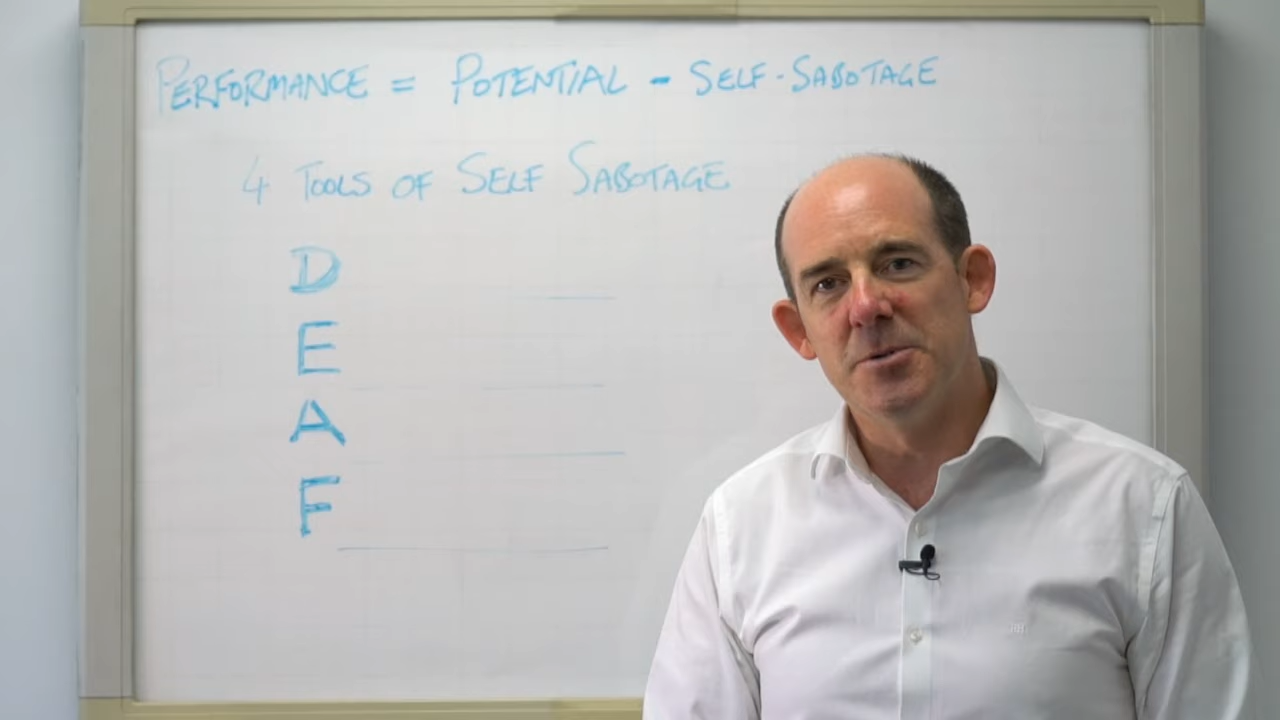 PERFORMANCE = POTENTIAL - SELF-SABOTAGE
4 TOOLS OF SELF SABOTAGE
D
E
A
F